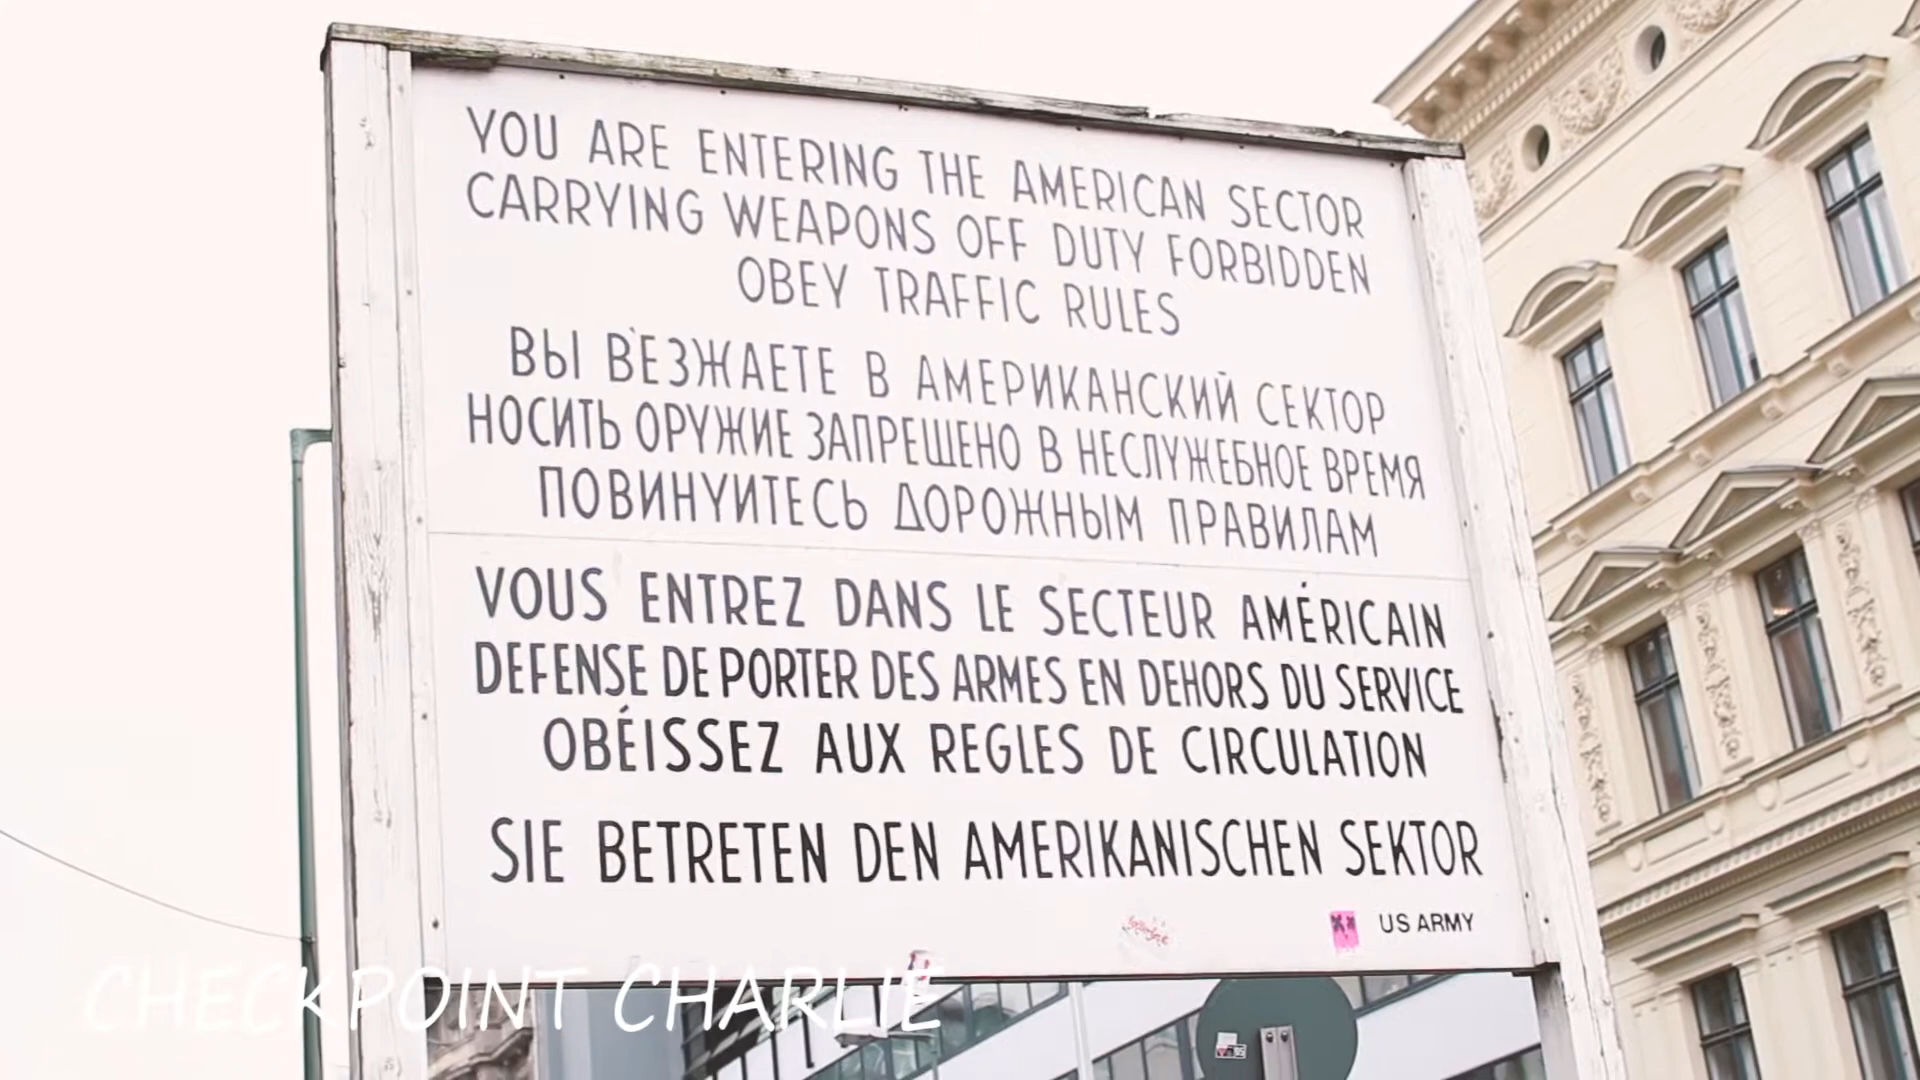 YOU ARE ENTERING THE AMERICAN SECTOR
CARRYING WEAPONS OFF DUTY FORBIDDEN
OBEY TRAFFIC RULES
ВЫ В'ЕЗЖАЕТЕ В АМЕРИКАНСКИЙ СЕКТОР
НОСИТЬ ОРУЖИЕ ЗАПРЕЩЕНО В НЕСЛУЖЕБНОЕ ВРЕМЯ
ПОВИНУИТЕСЬ ДОРОЖНЫМ ПРАВИЛАМ
VOUS ENTREZ DANS LE SECTEUR AMÉRICAIN
DEFENSE DE PORTER DES ARMES EN DEHORS DU SERVICE
OBÉISSEZ AUX REGLES DE CIRCULATION
SIE BETRETEN DEN AMERIKANISCHEN SEKTOR
US ARMY
CHECKPOINT CHARLIE